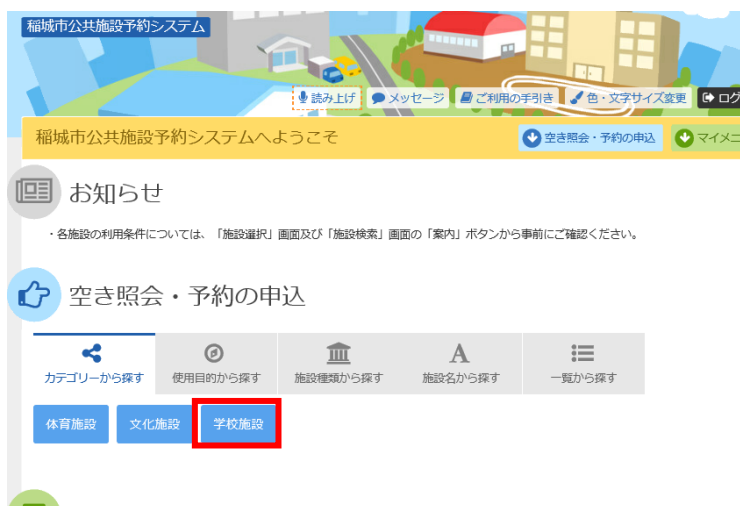 稲城市公共施設予約システム
読み上げ メッセージ ご利用の手引き 色・文字サイズ変更 ログ
稲城市公共施設予約システムへようこそ 空き照会・予約の申込 マイメニ
お知らせ
・各施設の利用条件については、「施設選択」画面及び「施設検索」画面の「案内」ボタンから事前にご確認ください。
空き照会・予約の申込
カテゴリーから探す 使用目的から探す 施設種類から探す 施設名から探す 一覧から探す
体育施設 文化施設 学校施設